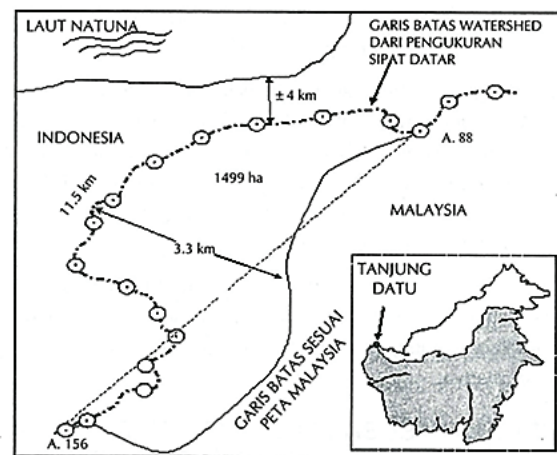 LAUT NATUNA
GARIS BATAS WATERSHED
DARI PENGUKURAN
SIPAT DATAR
± 4 km
INDONESIA
A. 88
1499 ha
11.5 km
MALAYSIA
3.3 km
TANJUNG
DATU
GARIS BATAS SESUAI
PETA MALAYSIA
A. 156